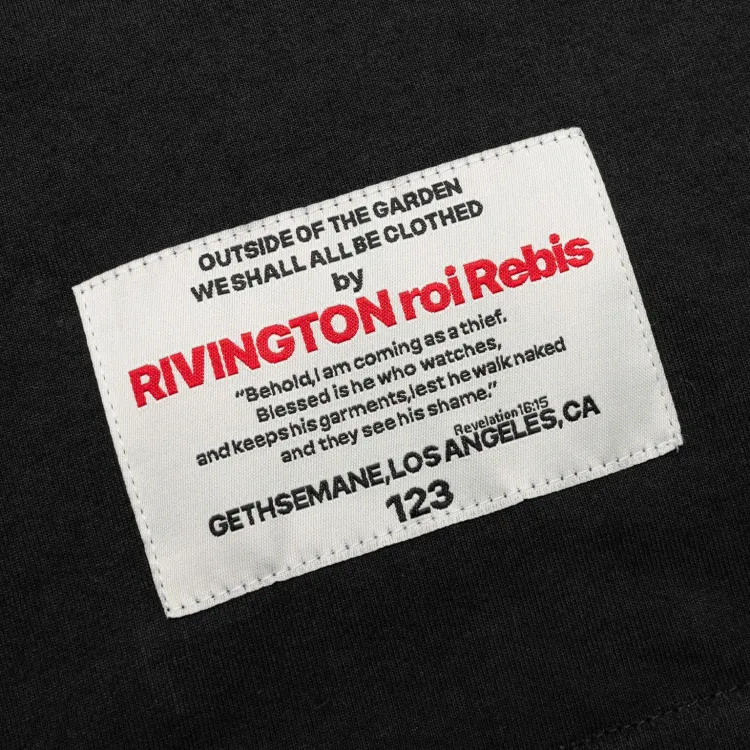 OUTSIDE OF THE GARDEN
WE SHALL ALL BE CLOTHED
by
RIVINGTON roi Rebis
“Behold, I am coming as a thief.
Blessed is he who watches,
and keeps his garments, lest he walk naked
and they see his shame.”
Revelation 16:15
GETHSEMANE, LOS ANGELES, CA
123